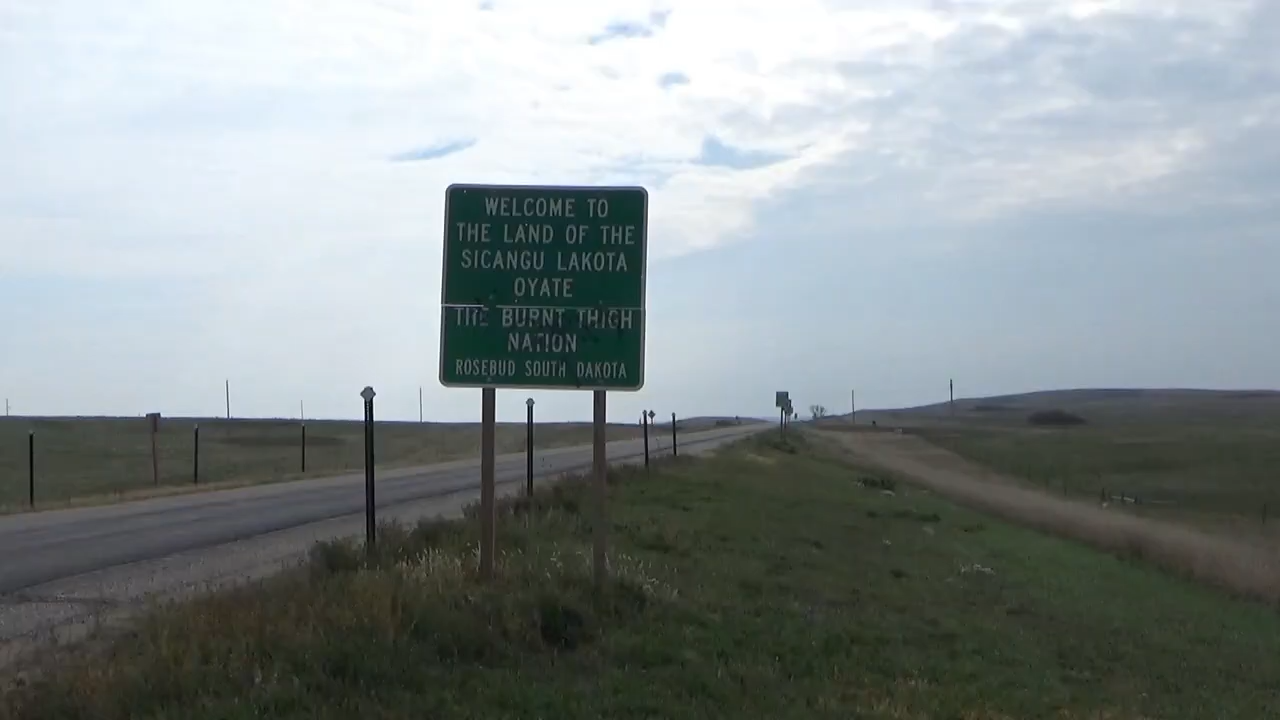 WELCOME TO
THE LAND OF THE
SICANGU LAKOTA
OYATE
THE BURNT THIGH
NATION
ROSEBUD SOUTH DAKOTA